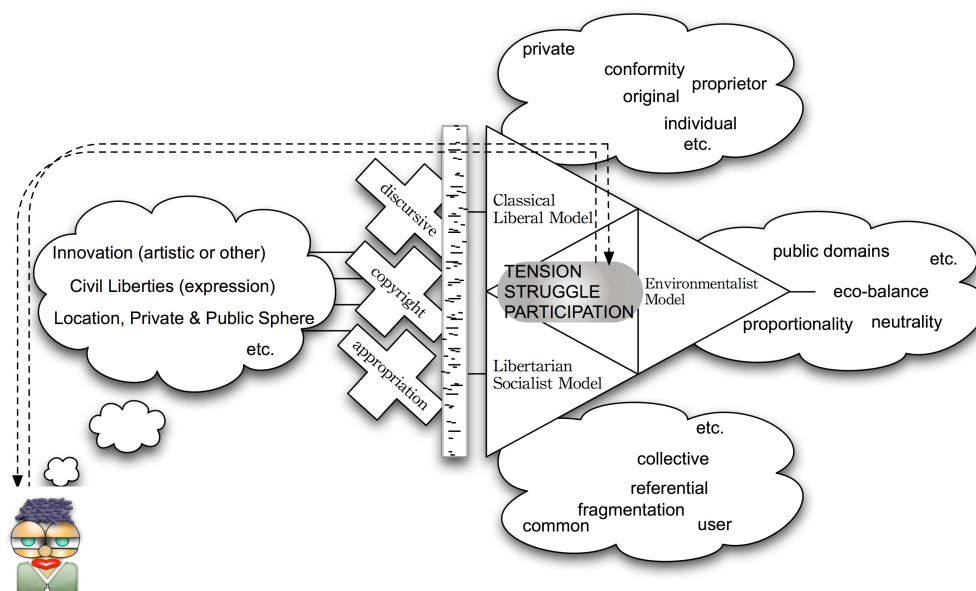 private
conformity
proprietor
original
individual
etc.
discursive
copyright
appropriation
Classical
Liberal Model
Innovation (artistic or other)
Civil Liberties (expression)
Location, Private & Public Sphere
etc.
TENSION
STRUGGLE
PARTICIPATION
Environmentalist
Model
public domains
etc.
eco-balance
proportionality
neutrality
Libertarian
Socialist Model
etc.
collective
referential
fragmentation
common
user